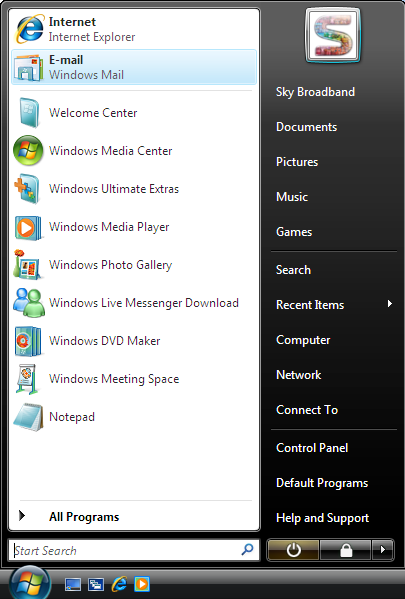 Internet
Internet Explorer
E-mail
Windows Mail
Welcome Center
Windows Media Center
Windows Ultimate Extras
Windows Media Player
Windows Photo Gallery
Windows Live Messenger Download
Windows DVD Maker
Windows Meeting Space
Notepad
All Programs
Start Search
S
Sky Broadband
Documents
Pictures
Music
Games
Search
Recent Items
Computer
Network
Connect To
Control Panel
Default Programs
Help and Support